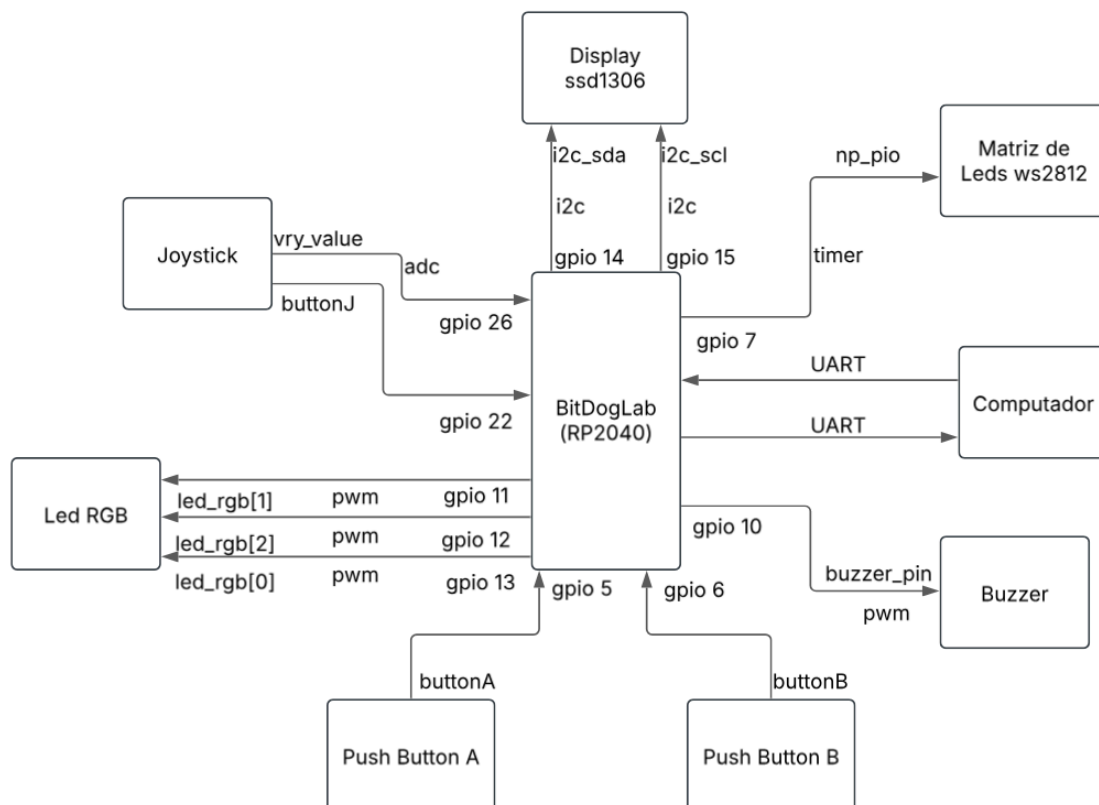 Display
ssd1306
i2c_sda
i2c_scl
np_pio
Matriz de
Leds ws2812
i2c
i2c
Joystick
vry_value
adc
gpio 14
gpio 15
timer
buttonJ
gpio 26
gpio 7
UART
BitDogLab
(RP2040)
Computador
gpio 22
UART
Led RGB
led_rgb[1]
pwm
gpio 11
led_rgb[2]
pwm
gpio 12
led_rgb[0]
pwm
gpio 13
gpio 5
gpio 6
gpio 10
buzzer_pin
pwm
Buzzer
buttonA
buttonB
Push Button A
Push Button B